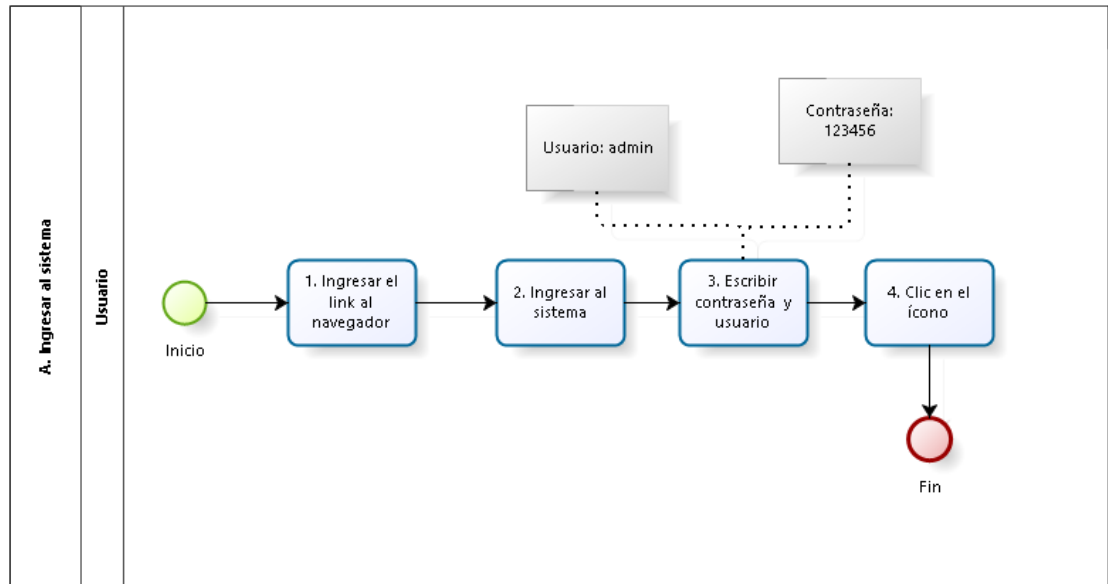 A. Ingresar al sistema
Usuario
Inicio
1. Ingresar el
link al
navegador
2. Ingresar al
sistema
Usuario: admin
Contraseña:
123456
3. Escribir
contraseña y
usuario
4. Clic en el
ícono
Fin